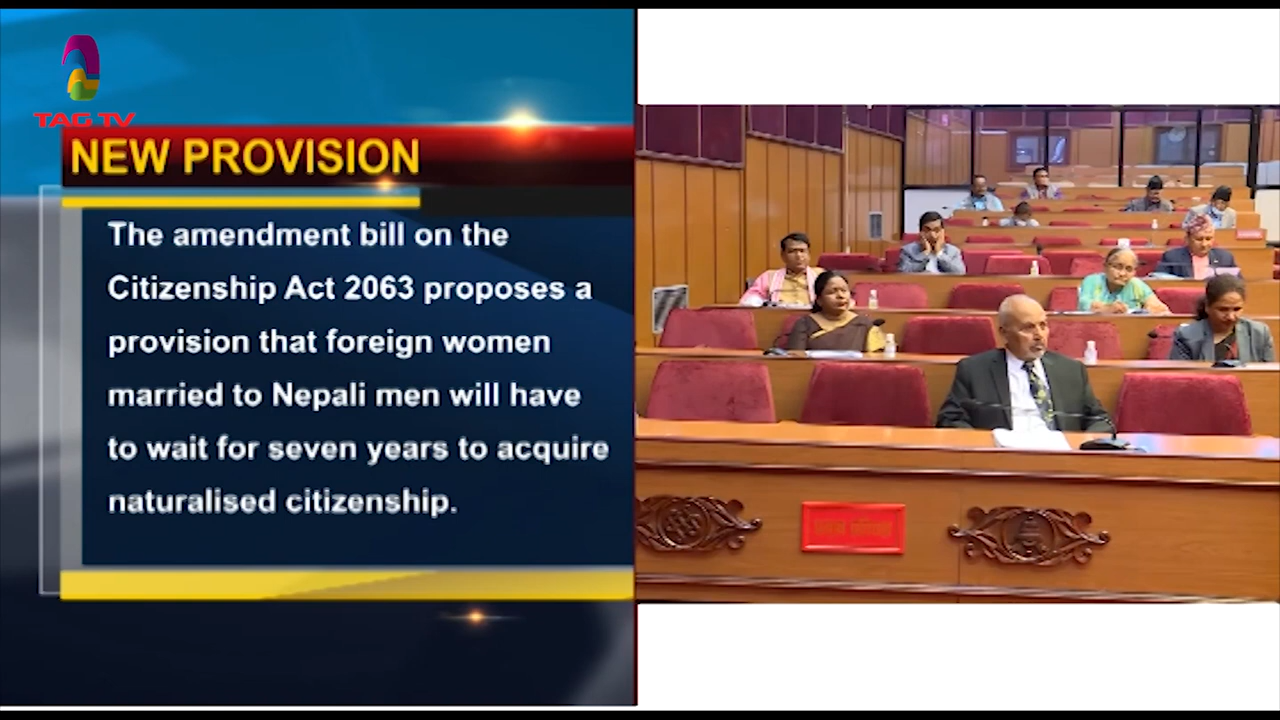 TAG TV
NEW PROVISION
The amendment bill on the
Citizenship Act 2063 proposes a
provision that foreign women
married to Nepali men will have
to wait for seven years to acquire
naturalised citizenship.